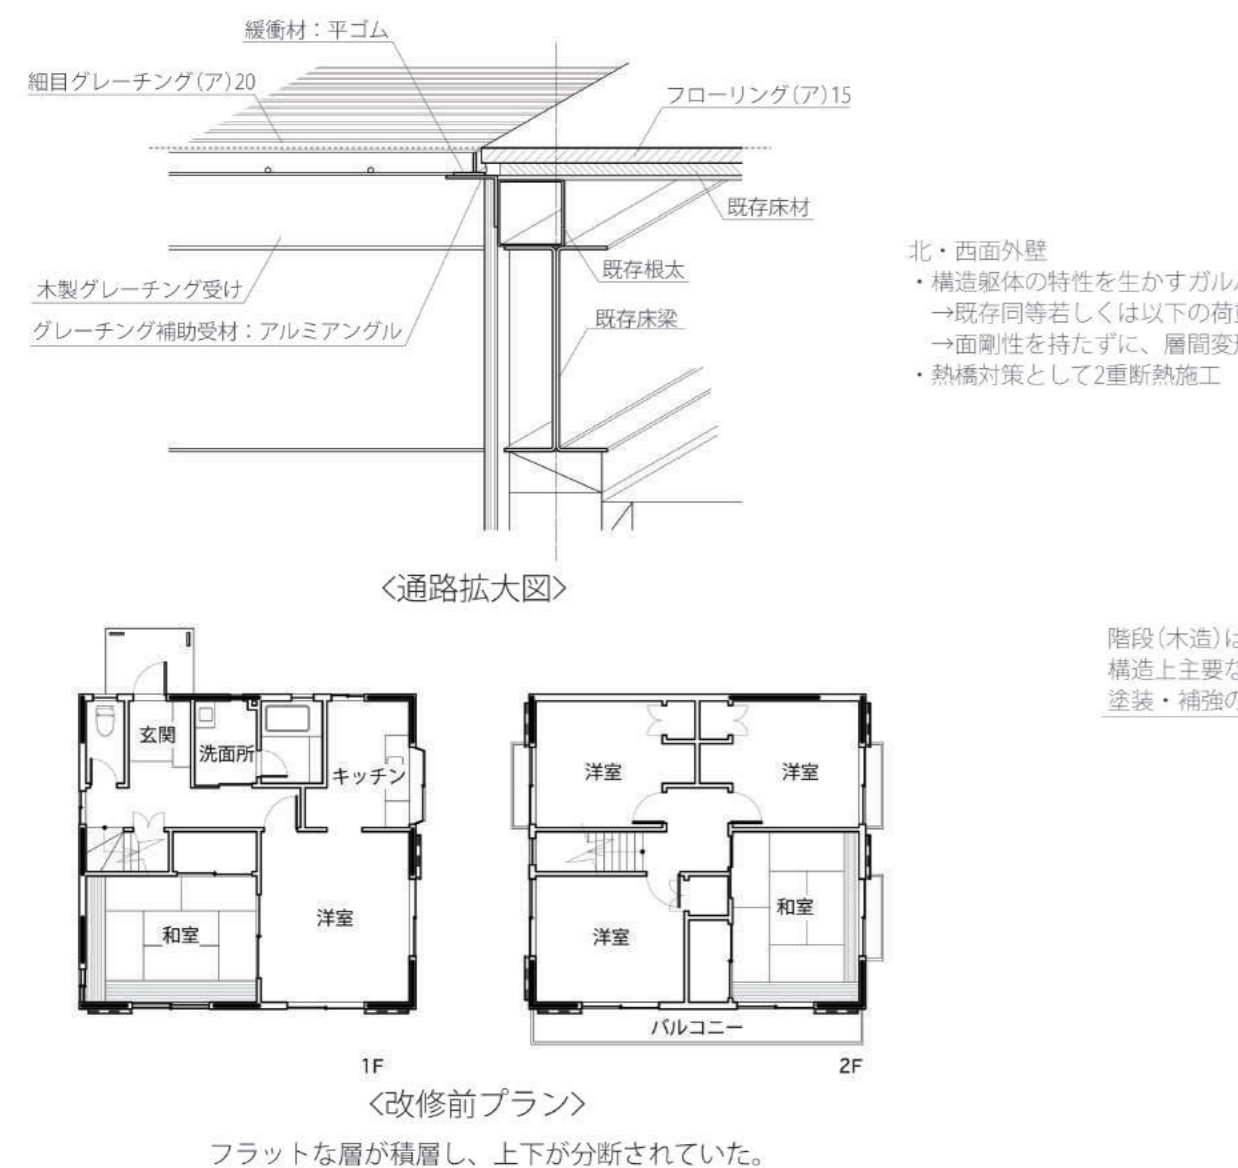 緩衝材：平ゴム
細目グレーチング(ア)20
フローリング(ア)15
既存床材
木製グレーチング受け
既存根太
グレーチング補助受材：アルミアングル
既存床梁
北・西面外壁
・構造躯体の特性を生かすガル
→既存同等若しくは以下の荷
→面剛性を持たずに、層間変
・熱橋対策として2重断熱施工
<通路拡大図>
階段(木造)は
構造上主要な
塗装・補強の
玄関
洗面所
キッチン
和室
洋室
1F
洋室
洋室
洋室
和室
バルコニー
2F
<改修前プラン>
フラットな層が積層し、上下が分断されていた。